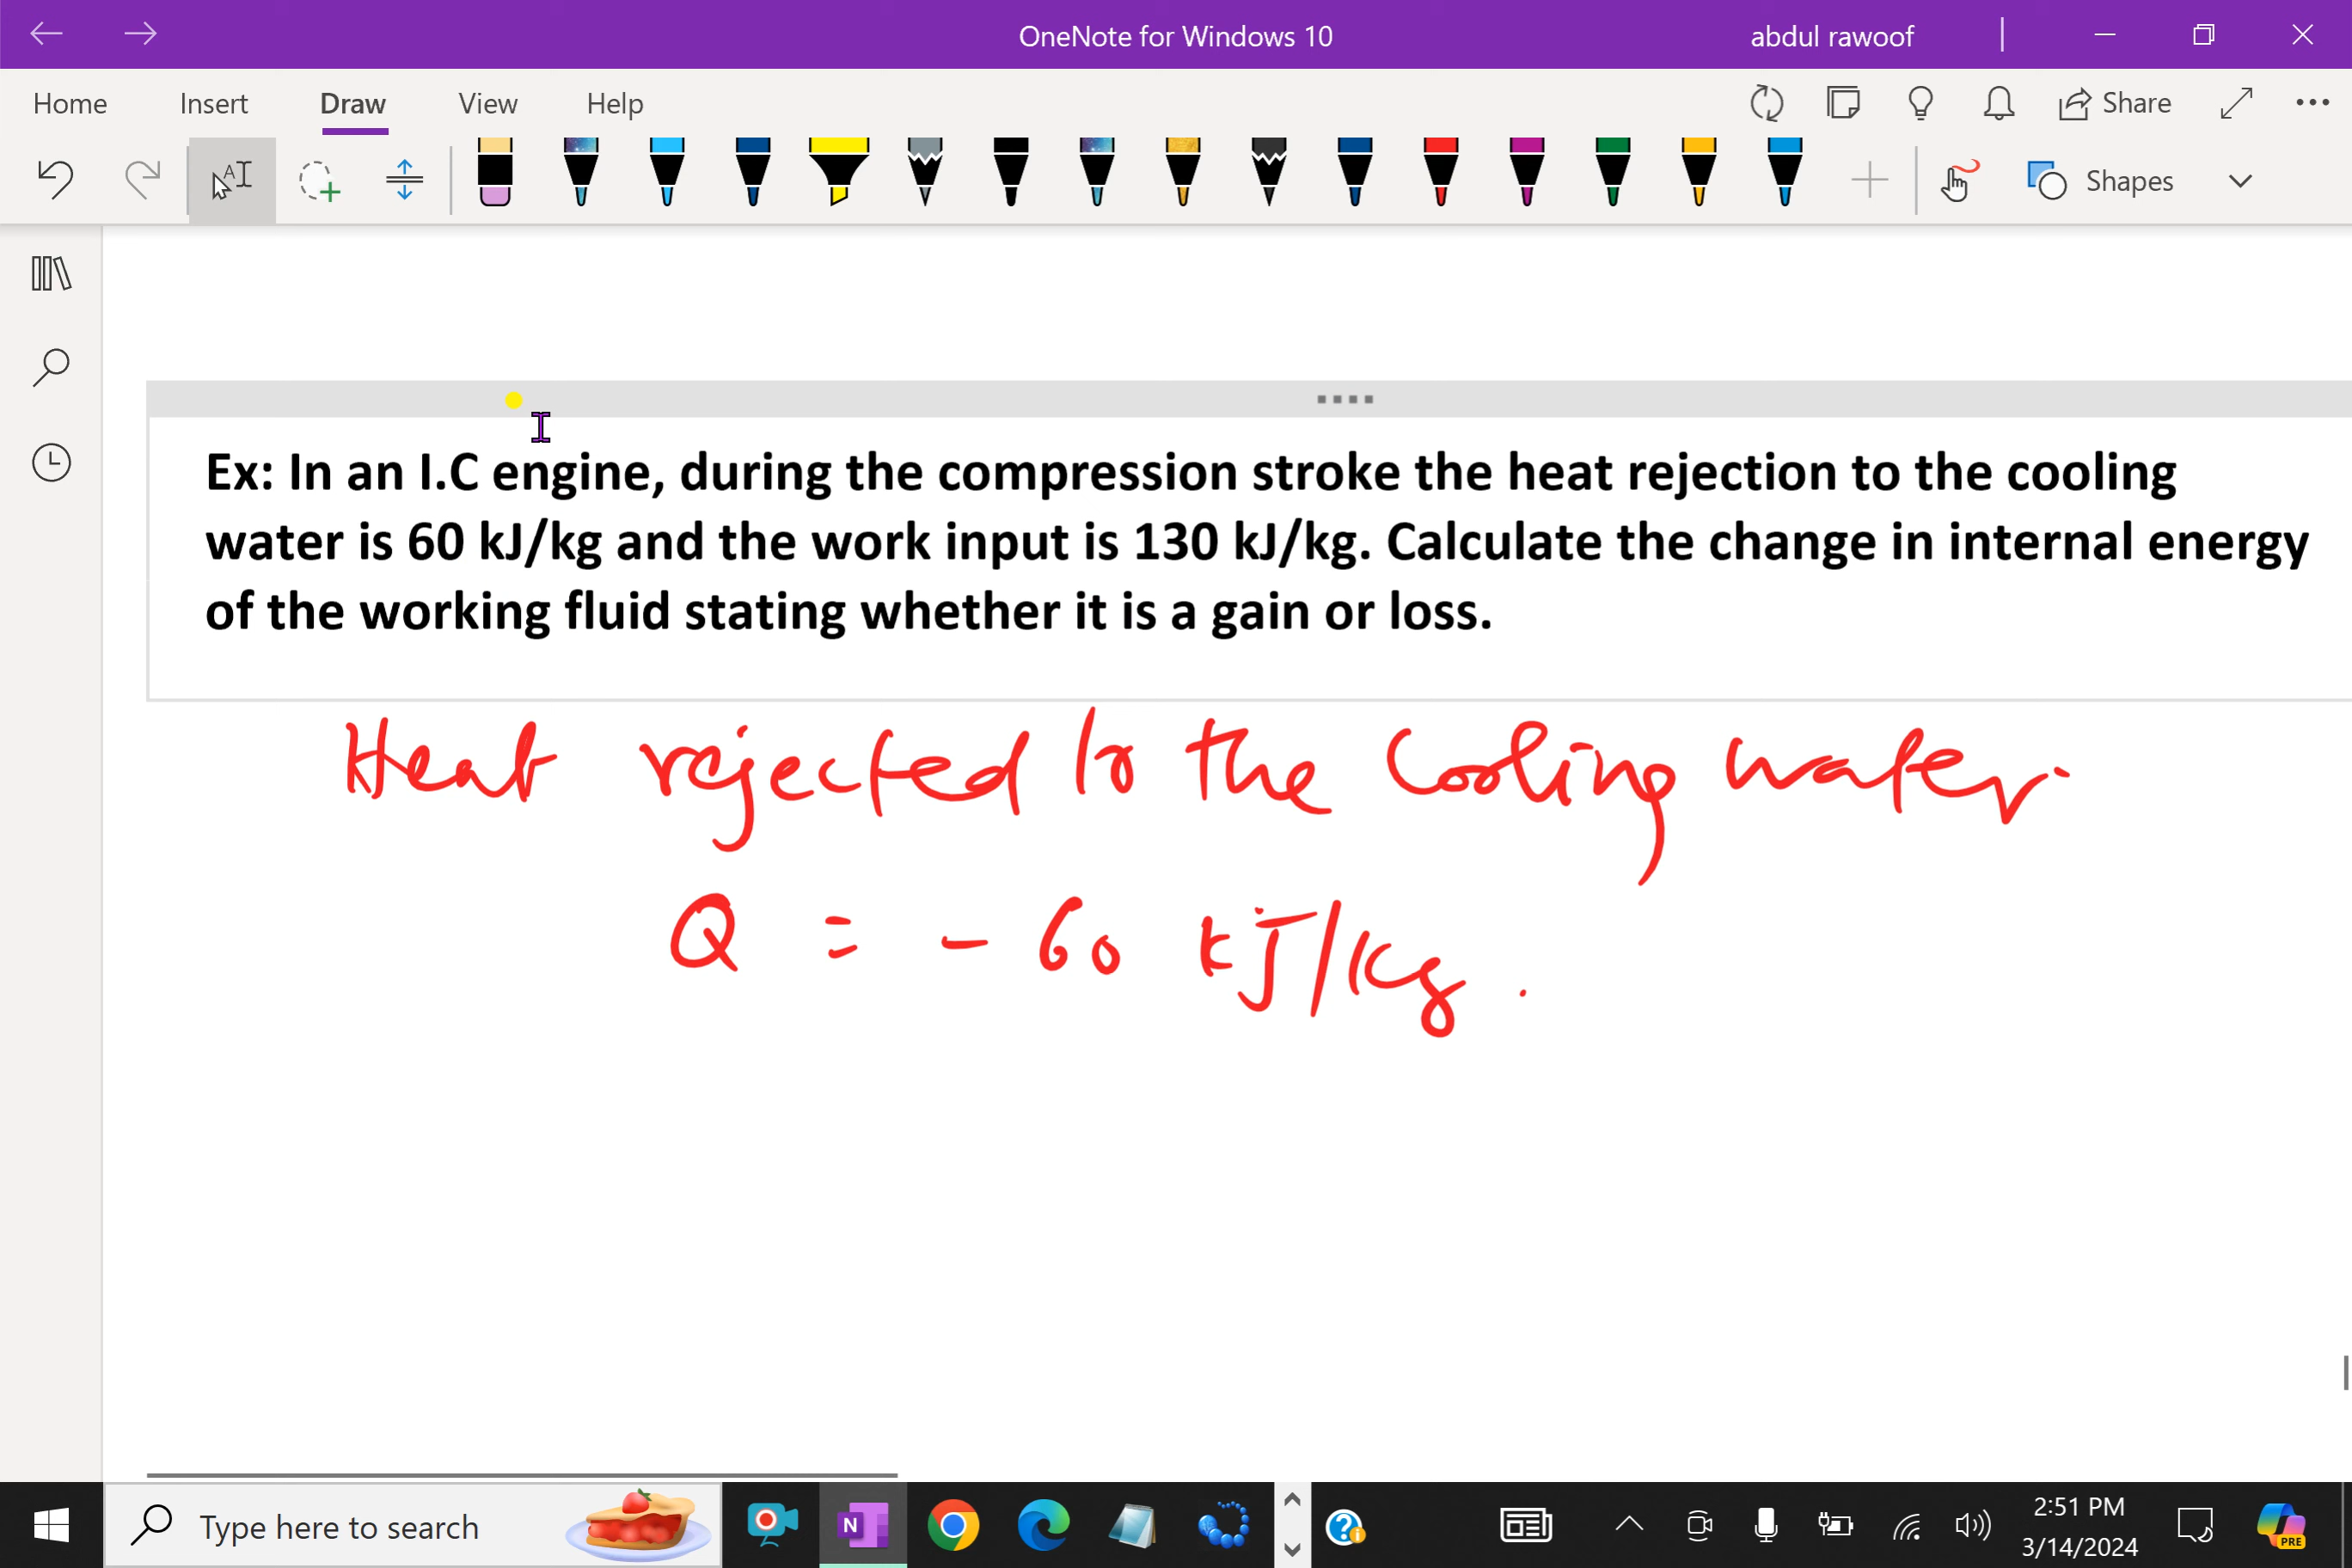 OneNote for Windows 10
abdul rawoof
Home Insert Draw View Help
Share
Shapes
Ex: In an I.C engine, during the compression stroke the heat rejection to the cooling
water is 60 kJ/kg and the work input is 130 kJ/kg. Calculate the change in internal energy
of the working fluid stating whether it is a gain or loss.
Heat rejected to the Cooling water.
Q = - 60 kJ/kg.
Type here to search
2:51 PM
3/14/2024
PRE